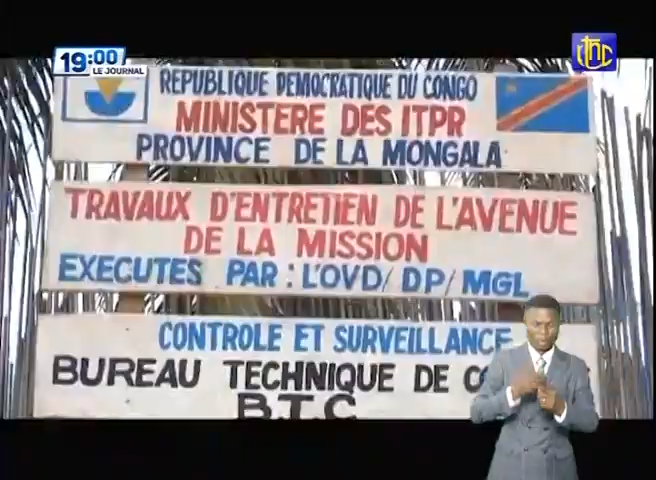 19:00
LE JOURNAL
REPUBLIQUE DEMOCRATIQUE DU CONGO
MINISTERE DES ITPR
PROVINCE DE LA MONGALA
TRAVAUX D'ENTRETIEN DE L'AVENUE
DE LA MISSION
EXECUTES PAR : L'OVD/DP/MGL
CONTROLE ET SURVEILLANCE
BUREAU TECHNIQUE DE
B.T.C